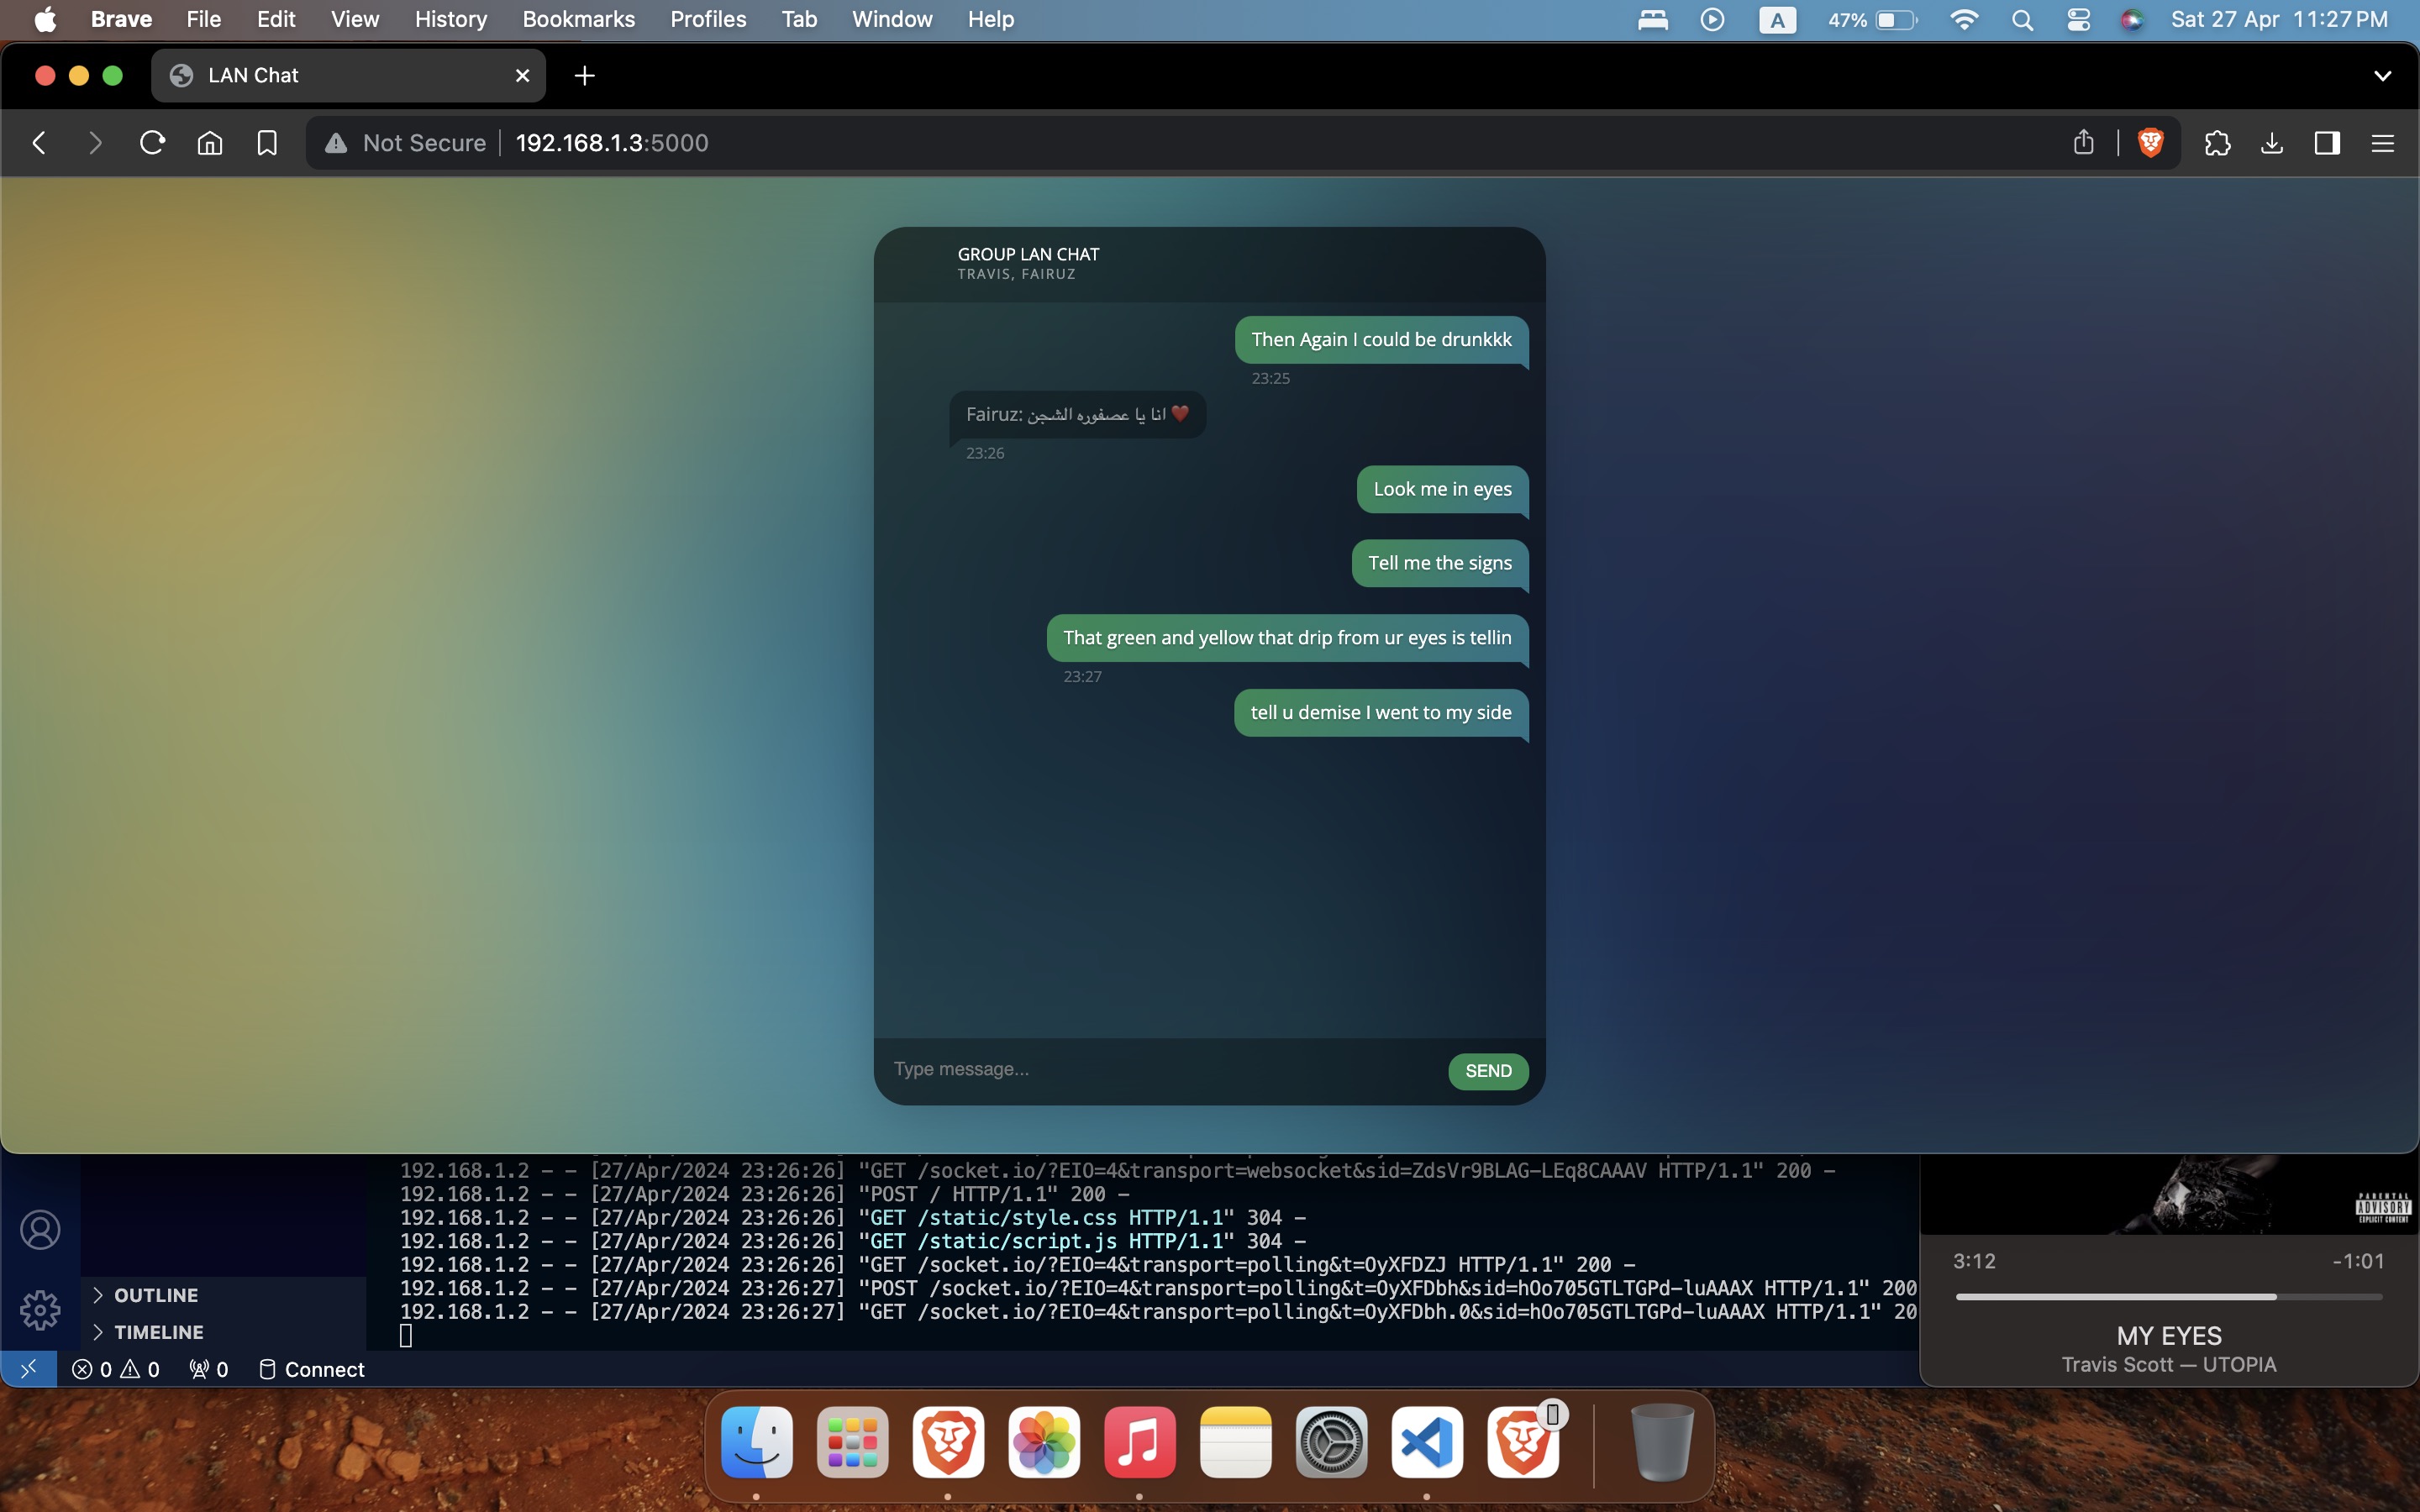 Brave File Edit View History Bookmarks Profiles Tab Window Help A 47% Sat 27 Apr 11:27 PM
LAN Chat
Not Secure 192.168.1.3:5000
GROUP LAN CHAT
TRAVIS, FAIRUZ
Then Again I could be drunkkk
23:25
Fairuz: انا يا عصفوره الشجن ❤️
23:26
Look me in eyes
Tell me the signs
That green and yellow that drip from ur eyes is tellin
23:27
tell u demise I went to my side
Type message... SEND
192.168.1.2 - - [27/Apr/2024 23:26:26] "GET /socket.io/?EIO=4&transport=websocket&sid=ZdsVr9BLAG-LEq8CAAAV HTTP/1.1" 200 -
192.168.1.2 - - [27/Apr/2024 23:26:26] "POST / HTTP/1.1" 200 -
192.168.1.2 - - [27/Apr/2024 23:26:26] "GET /static/style.css HTTP/1.1" 304 -
192.168.1.2 - - [27/Apr/2024 23:26:26] "GET /static/script.js HTTP/1.1" 304 -
192.168.1.2 - - [27/Apr/2024 23:26:26] "GET /socket.io/?EIO=4&transport=polling&t=OyXFDZJ HTTP/1.1" 200 -
192.168.1.2 - - [27/Apr/2024 23:26:27] "POST /socket.io/?EIO=4&transport=polling&t=OyXFDbh&sid=hOo705GTLTGPd-luAAAX HTTP/1.1" 200
192.168.1.2 - - [27/Apr/2024 23:26:27] "GET /socket.io/?EIO=4&transport=polling&t=OyXFDbh.0&sid=hOo705GTLTGPd-luAAAX HTTP/1.1" 20
OUTLINE
TIMELINE
0 0 0 Connect
PARENTAL
ADVISORY
EXPLICIT CONTENT
3:12 -1:01
MY EYES
Travis Scott — UTOPIA